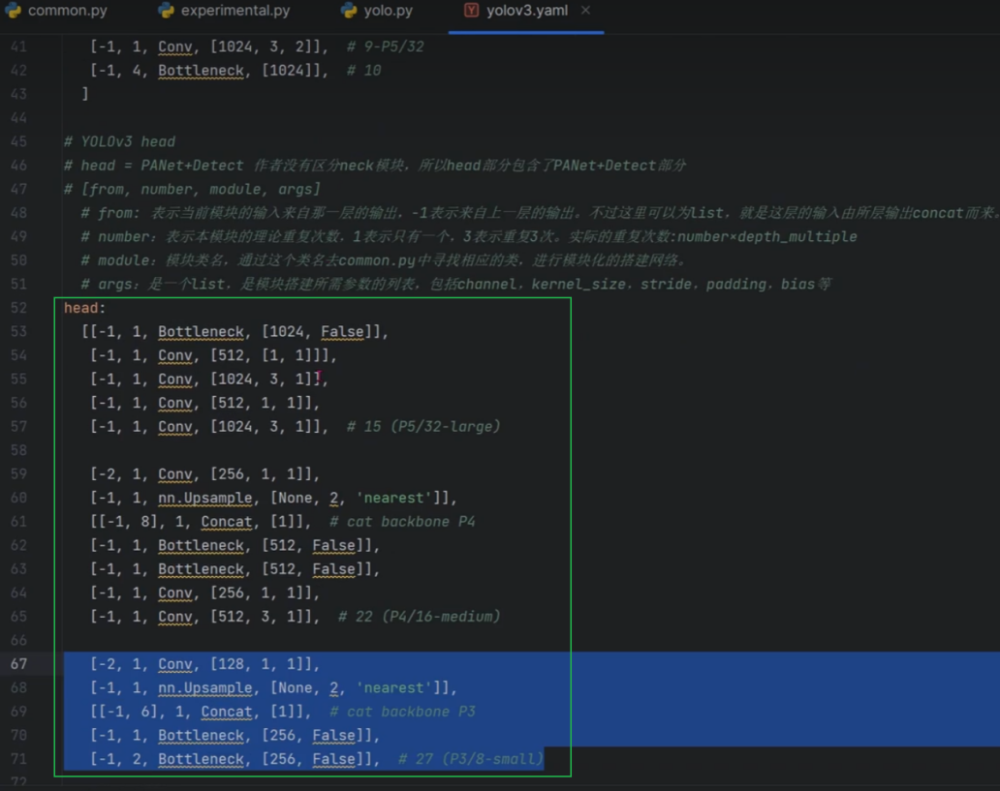 common.py experimental.py yolo.py yolov3.yaml ×
41 [-1, 1, Conv, [1024, 3, 2]], # 9-P5/32
42 [-1, 4, Bottleneck, [1024]], # 10
43 ]
44
45 # YOLOv3 head
46 # head = PANet+Detect 作者没有区分neck模块，所以head部分包含了PANet+Detect部分
47 # [from, number, module, args]
48 # from: 表示当前模块的输入来自那一层的输出，-1表示来自上一层的输出。不过这里可以为list，就是这层的输入由所层输出concat而来。
49 # number：表示本模块的理论重复次数，1表示只有一个，3表示重复3次。实际的重复次数:number×depth_multiple
50 # module：模块类名，通过这个类名去common.py中寻找相应的类，进行模块化的搭建网络。
51 # args：是一个list，是模块搭建所需参数的列表，包括channel，kernel_size，stride，padding，bias等
52 head:
53 [[-1, 1, Bottleneck, [1024, False]],
54 [-1, 1, Conv, [512, [1, 1]]],
55 [-1, 1, Conv, [1024, 3, 1]],
56 [-1, 1, Conv, [512, 1, 1]],
57 [-1, 1, Conv, [1024, 3, 1]], # 15 (P5/32-large)
58
59 [-2, 1, Conv, [256, 1, 1]],
60 [-1, 1, nn.Upsample, [None, 2, 'nearest']],
61 [[-1, 8], 1, Concat, [1]], # cat backbone P4
62 [-1, 1, Bottleneck, [512, False]],
63 [-1, 1, Bottleneck, [512, False]],
64 [-1, 1, Conv, [256, 1, 1]],
65 [-1, 1, Conv, [512, 3, 1]], # 22 (P4/16-medium)
66
67 [-2, 1, Conv, [128, 1, 1]],
68 [-1, 1, nn.Upsample, [None, 2, 'nearest']],
69 [[-1, 6], 1, Concat, [1]], # cat backbone P3
70 [-1, 1, Bottleneck, [256, False]],
71 [-1, 2, Bottleneck, [256, False]], # 27 (P3/8-small)
72